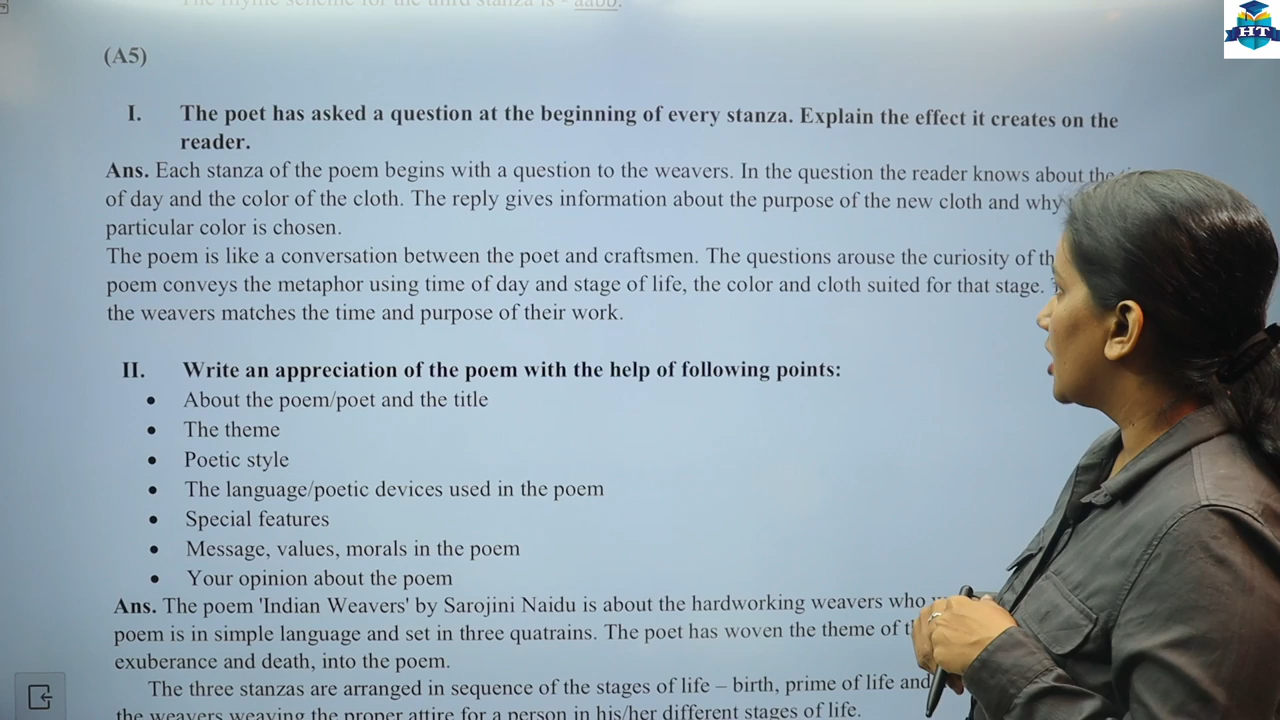 The rhyme scheme for the third stanza is - aabb.
HT
(A5)
I. The poet has asked a question at the beginning of every stanza. Explain the effect it creates on the
reader.
Ans. Each stanza of the poem begins with a question to the weavers. In the question the reader knows about the
of day and the color of the cloth. The reply gives information about the purpose of the new cloth and why
particular color is chosen.
The poem is like a conversation between the poet and craftsmen. The questions arouse the curiosity of
poem conveys the metaphor using time of day and stage of life, the color and cloth suited for that stage.
the weavers matches the time and purpose of their work.
II. Write an appreciation of the poem with the help of following points:
• About the poem/poet and the title
• The theme
• Poetic style
• The language/poetic devices used in the poem
• Special features
• Message, values, morals in the poem
• Your opinion about the poem
Ans. The poem 'Indian Weavers' by Sarojini Naidu is about the hardworking weavers who
poem is in simple language and set in three quatrains. The poet has woven the theme of
exuberance and death, into the poem.
The three stanzas are arranged in sequence of the stages of life – birth, prime of life and
the weavers weaving the proper attire for a person in his/her different stages of life.